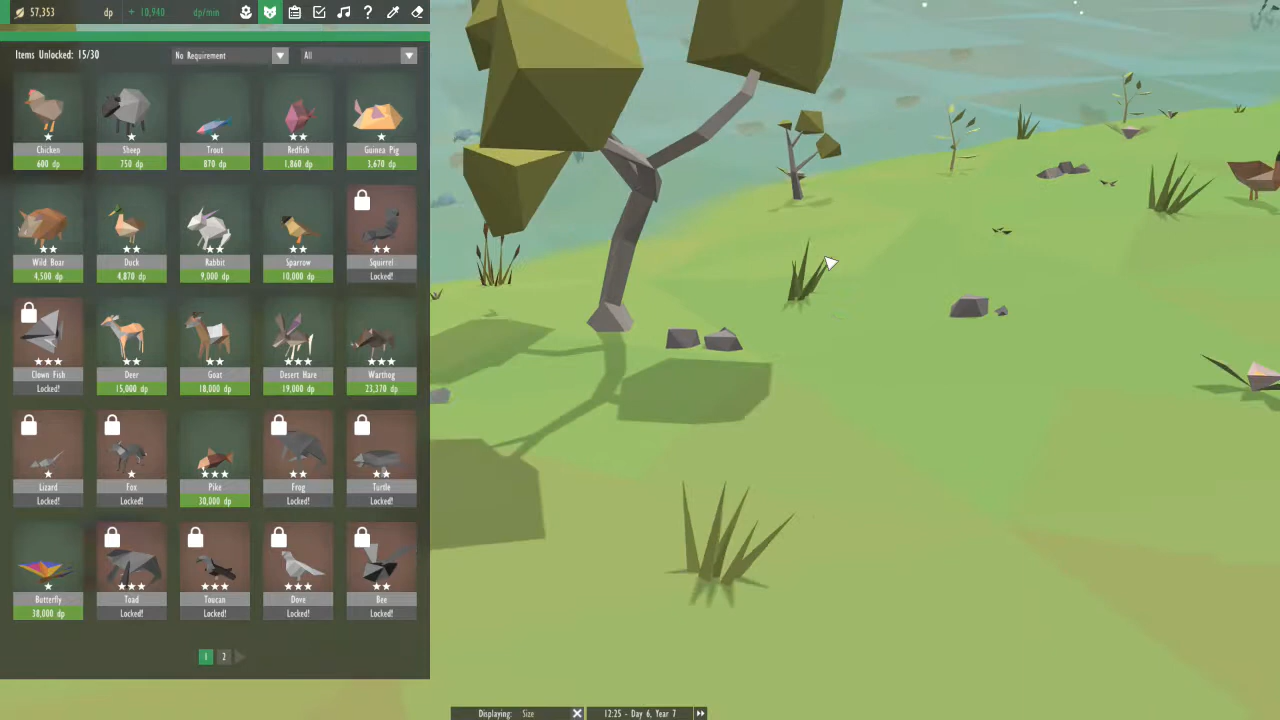 57,353 dp + 10,940 dp/min ?
Items Unlocked: 15/30 No Requirement All
Chicken Sheep Trout Redfish Guinea Pig
600 dp 750 dp 870 dp 1,860 dp 3,670 dp
Wild Boar Duck Rabbit Sparrow Squirrel
4,500 dp 4,870 dp 9,000 dp 10,000 dp Locked!
Clown Fish Deer Goat Desert Hare Warthog
Locked! 15,000 dp 18,000 dp 19,000 dp 23,370 dp
Lizard Fox Pike Frog Turtle
Locked! Locked! 30,000 dp Locked! Locked!
Butterfly Toad Toucan Dove Bee
38,000 dp Locked! Locked! Locked! Locked!
1 2
Displaying: Size 12:25 - Day 6, Year 7